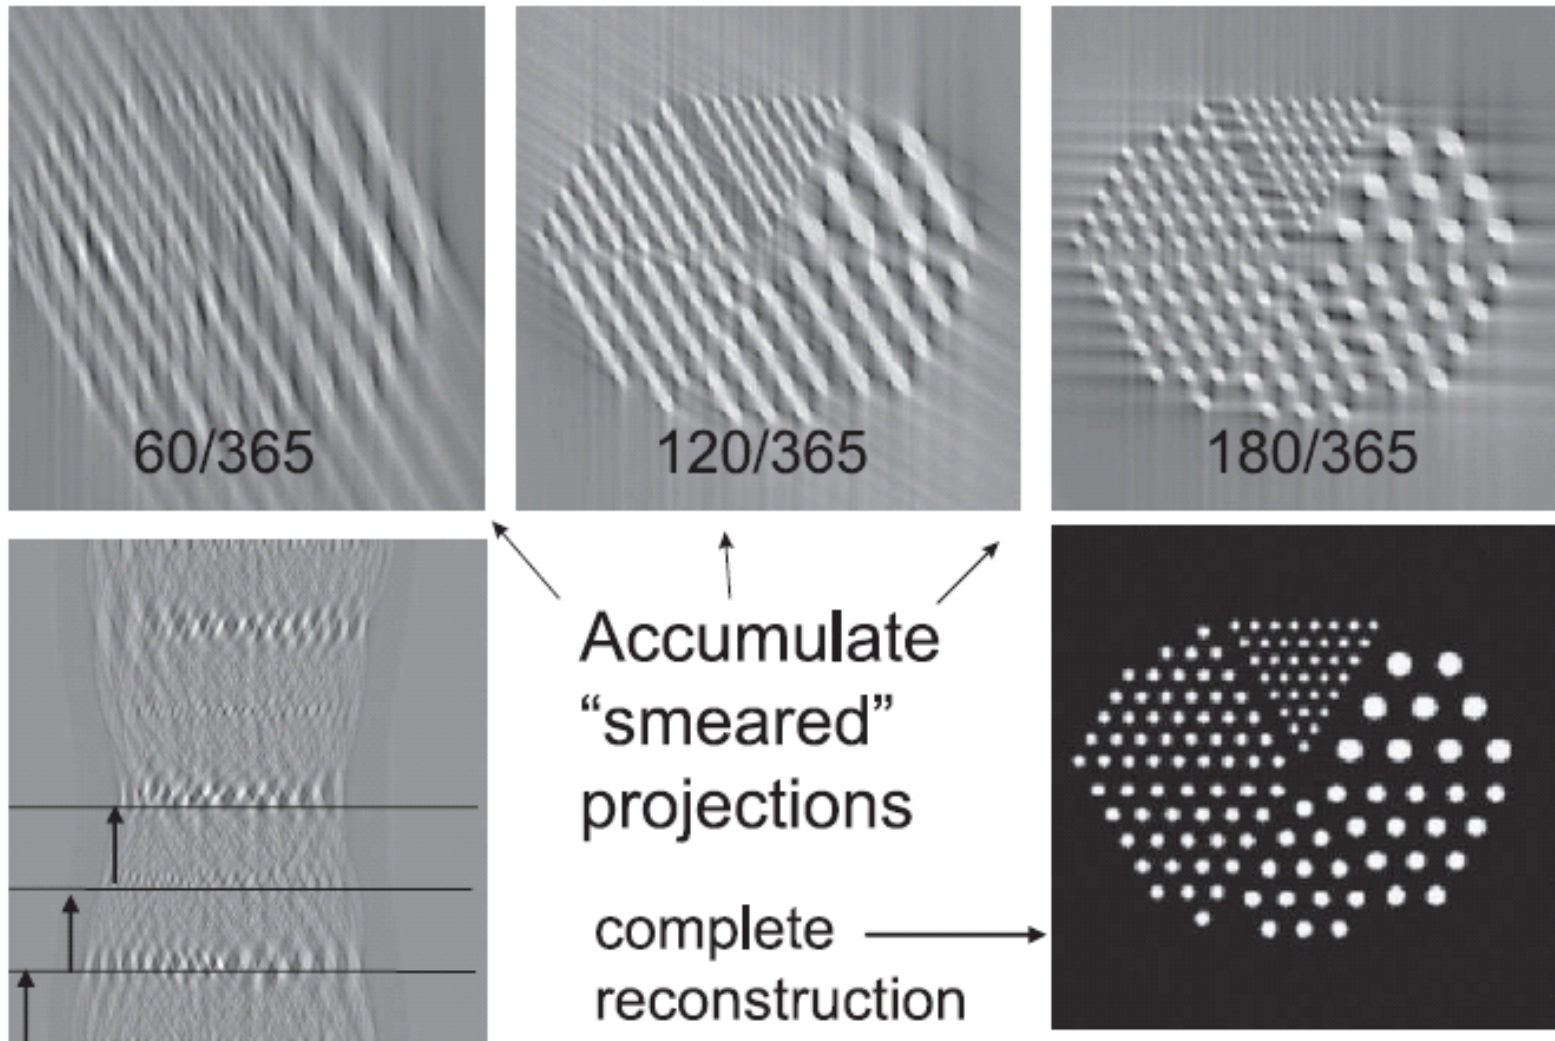 60/365
120/365
180/365
Accumulate
“smeared”
projections
complete
reconstruction